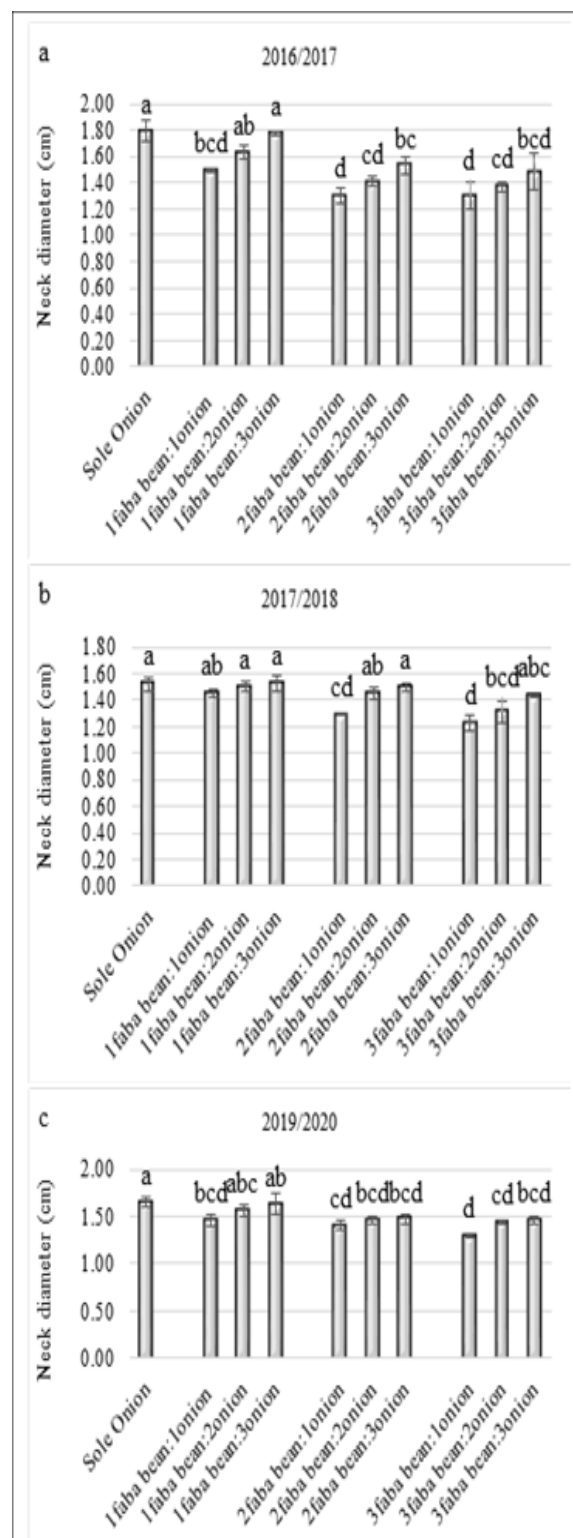 a
2016/2017
Neck diameter (cm)
2.00
1.80
1.60
1.40
1.20
1.00
0.80
0.60
0.40
0.20
0.00
a
bcd
ab
a
d
cd
bc
d
cd
bcd
Sole Onion
1faba bean:1onion
1faba bean:2onion
1faba bean:3onion
2faba bean:1onion
2faba bean:2onion
2faba bean:3onion
3faba bean:1onion
3faba bean:2onion
3faba bean:3onion
b
2017/2018
Neck diameter (cm)
1.80
1.60
1.40
1.20
1.00
0.80
0.60
0.40
0.20
0.00
a
ab
a
a
cd
ab
a
d
bcd
abc
Sole Onion
1faba bean:1onion
1faba bean:2onion
1faba bean:3onion
2faba bean:1onion
2faba bean:2onion
2faba bean:3onion
3faba bean:1onion
3faba bean:2onion
3faba bean:3onion
c
2019/2020
Neck diameter (cm)
2.00
1.50
1.00
0.50
0.00
a
bcd
abc
ab
cd
bcd
bcd
d
cd
bcd
Sole Onion
1faba bean:1onion
1faba bean:2onion
1faba bean:3onion
2faba bean:1onion
2faba bean:2onion
2faba bean:3onion
3faba bean:1onion
3faba bean:2onion
3faba bean:3onion